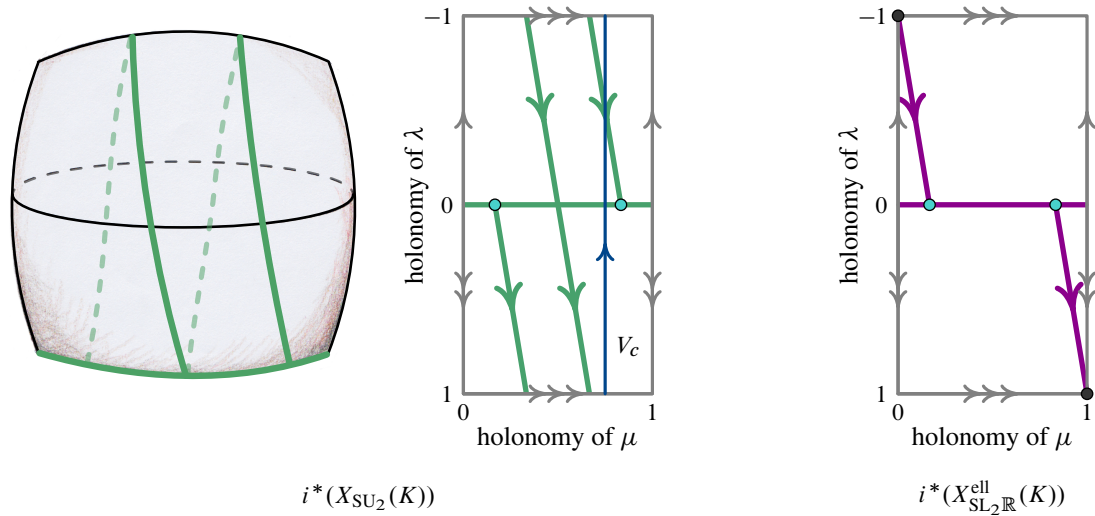 −1
0
1
holonomy of λ
V_c
0 1
holonomy of μ
i*(X_{SU_2}(K))
−1
0
1
holonomy of λ
0 1
holonomy of μ
i*(X^{ell}_{SL_2ℝ}(K))